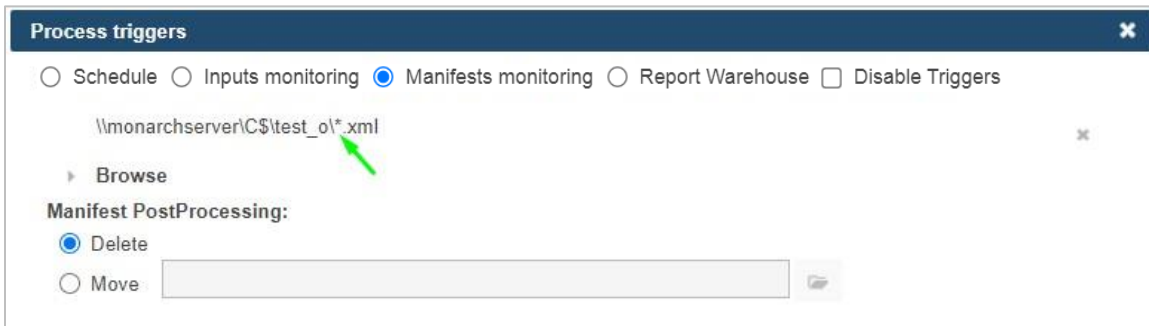 Process triggers
Schedule Inputs monitoring Manifests monitoring Report Warehouse Disable Triggers
\\monarchserver\C$\test_o\*.xml
Browse
Manifest PostProcessing:
Delete
Move